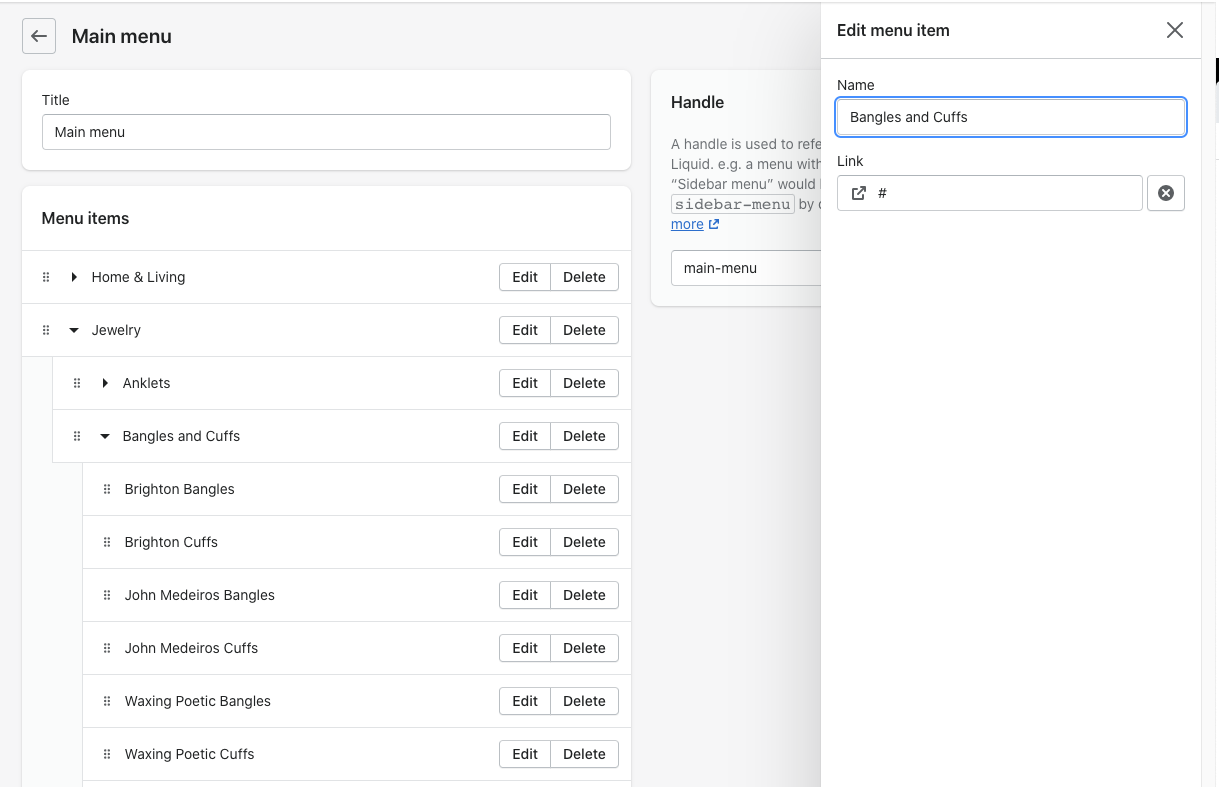 Main menu
Title
Main menu
Menu items
Home & Living
Edit
Delete
Jewelry
Edit
Delete
Anklets
Edit
Delete
Bangles and Cuffs
Edit
Delete
Brighton Bangles
Edit
Delete
Brighton Cuffs
Edit
Delete
John Medeiros Bangles
Edit
Delete
John Medeiros Cuffs
Edit
Delete
Waxing Poetic Bangles
Edit
Delete
Waxing Poetic Cuffs
Edit
Delete
Handle
A handle is used to refe
Liquid. e.g. a menu with
“Sidebar menu” would
sidebar-menu by
more
main-menu
Edit menu item
Name
Bangles and Cuffs
Link
#